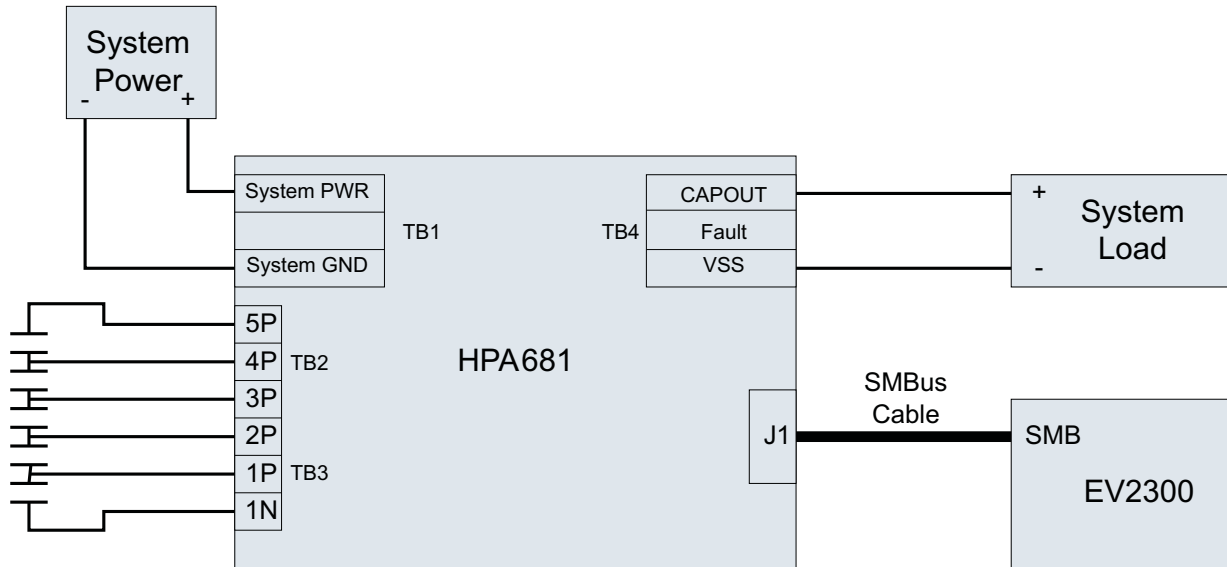 System
Power
- +
System PWR
TB1
System GND
5P
4P
TB2
3P
2P
1P
TB3
1N
HPA681
CAPOUT
TB4
Fault
VSS
J1
+
System
Load
-
SMBus
Cable
SMB
EV2300